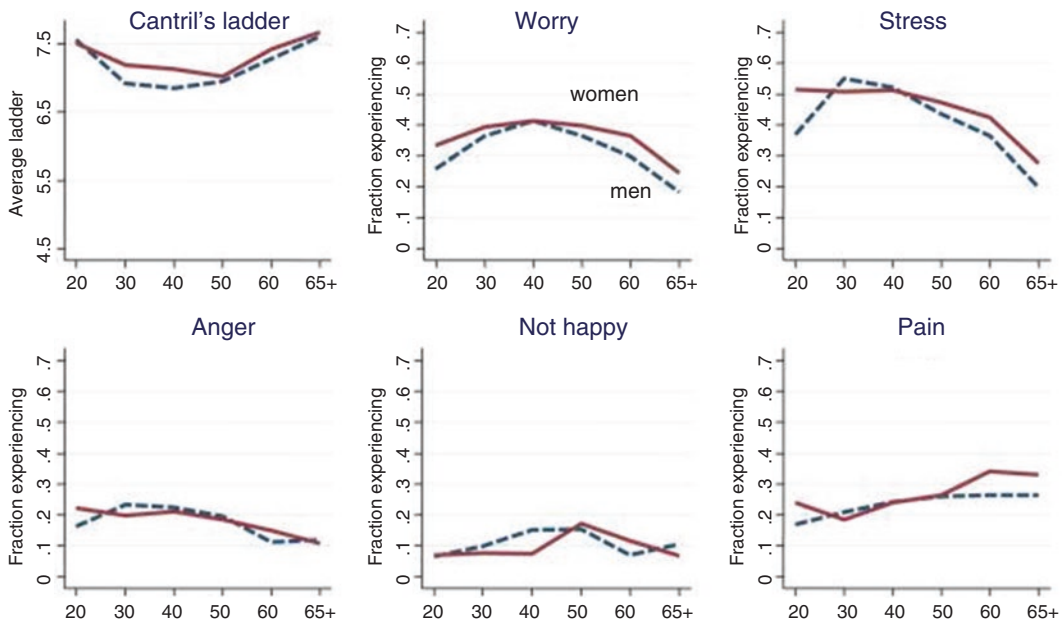 Cantril's ladder
Average ladder
7.5
6.5
5.5
4.5
20 30 40 50 60 65+
Worry
Fraction experiencing
.7
.6
.5
.4
.3
.2
.1
0
women
men
20 30 40 50 60 65+
Stress
Fraction experiencing
.7
.6
.5
.4
.3
.2
.1
0
20 30 40 50 60 65+
Anger
Fraction experiencing
.7
.6
.5
.4
.3
.2
.1
0
20 30 40 50 60 65+
Not happy
Fraction experiencing
.7
.6
.5
.4
.3
.2
.1
0
20 30 40 50 60 65+
Pain
Fraction experiencing
.7
.6
.5
.4
.3
.2
.1
0
20 30 40 50 60 65+